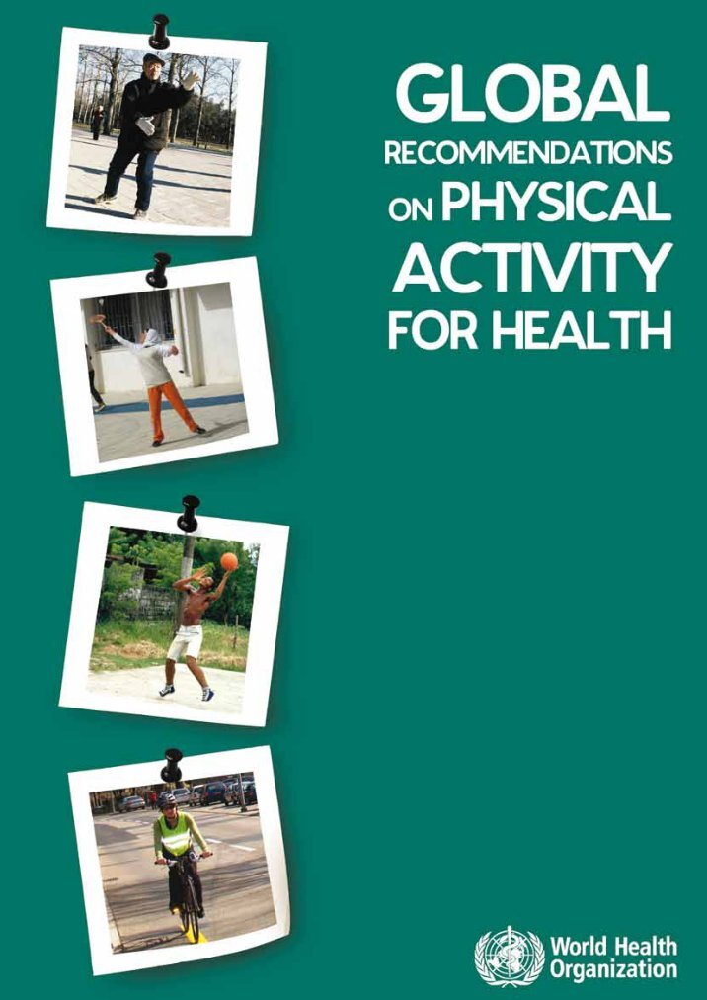 GLOBAL
RECOMMENDATIONS
ON PHYSICAL
ACTIVITY
FOR HEALTH
World Health
Organization